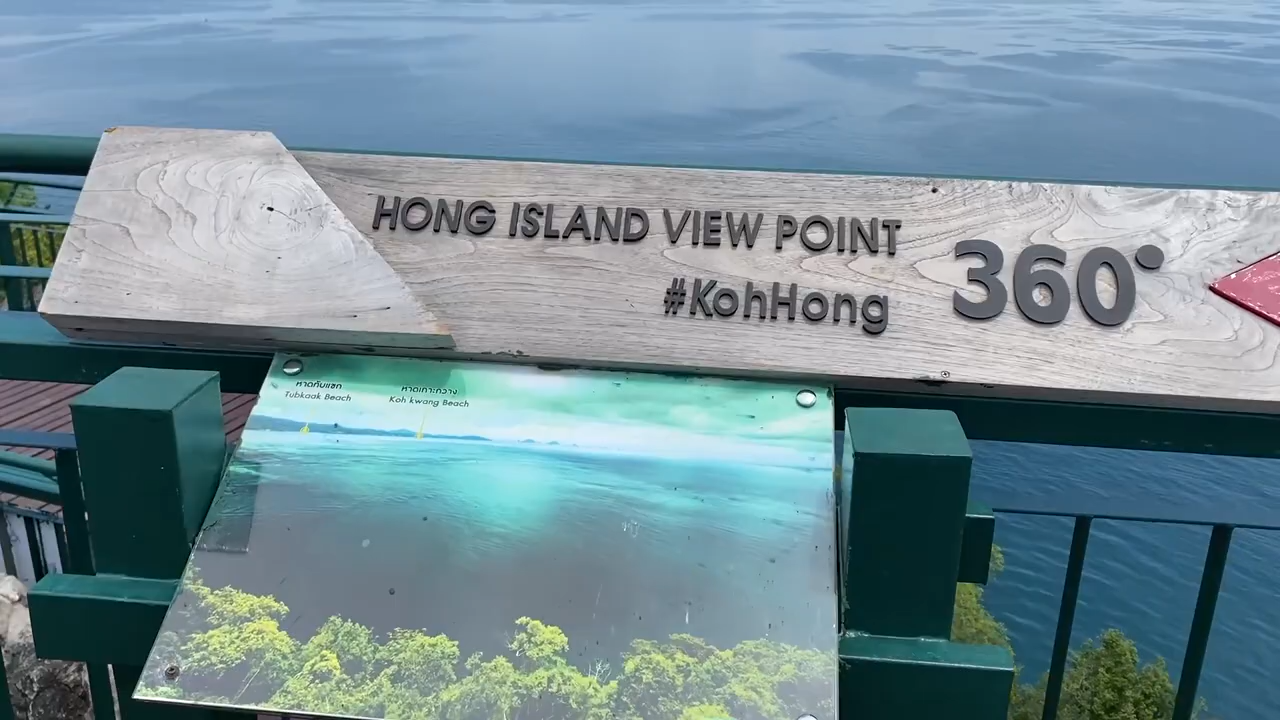 HONG ISLAND VIEW POINT
#KohHong
360°
หาดทับแขก
Tubkaak Beach
หาดเกาะกวาง
Koh kwang Beach